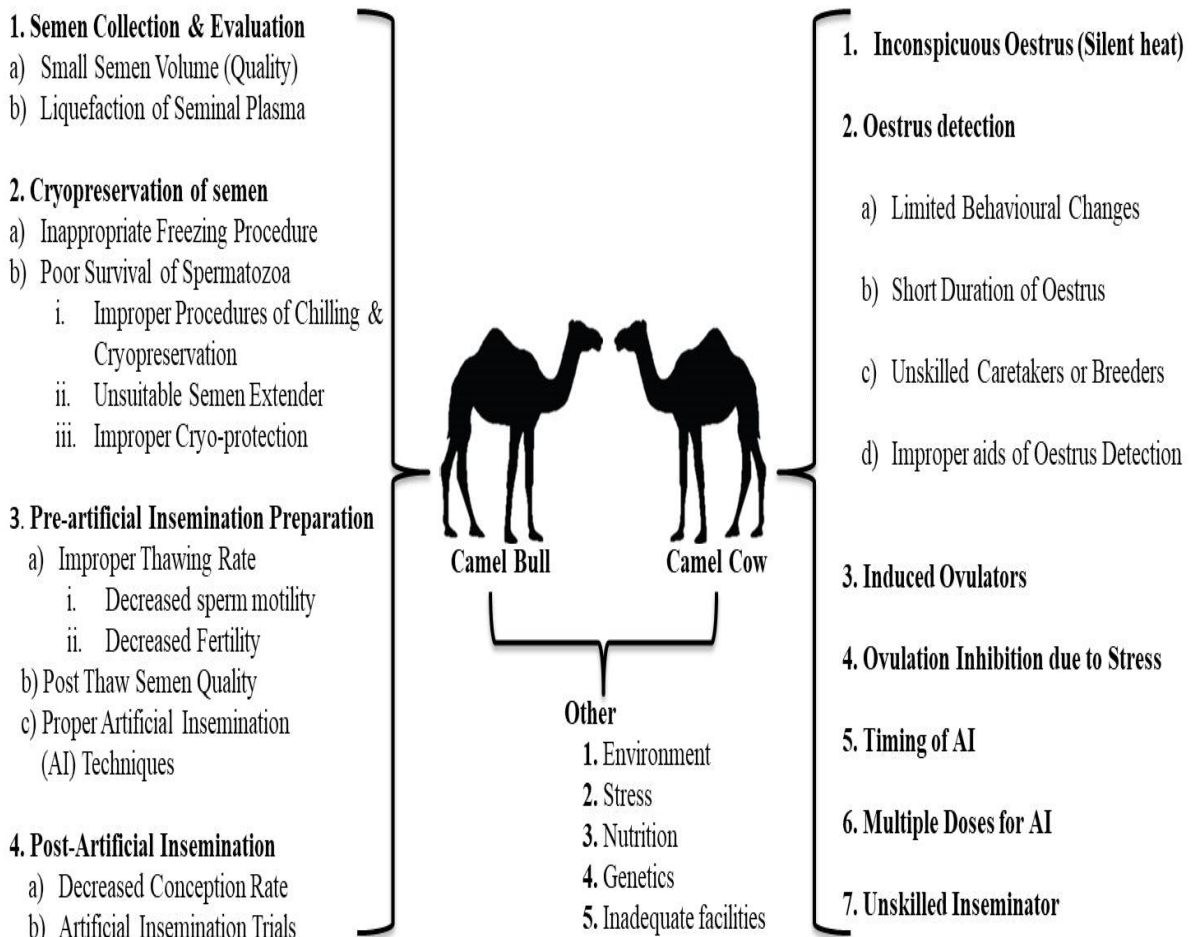 1. Semen Collection & Evaluation
a) Small Semen Volume (Quality)
b) Liquefaction of Seminal Plasma
2. Cryopreservation of semen
a) Inappropriate Freezing Procedure
b) Poor Survival of Spermatozoa
i. Improper Procedures of Chilling &
Cryopreservation
ii. Unsuitable Semen Extender
iii. Improper Cryo-protection
3. Pre-artificial Insemination Preparation
a) Improper Thawing Rate
i. Decreased sperm motility
ii. Decreased Fertility
b) Post Thaw Semen Quality
c) Proper Artificial Insemination
(AI) Techniques
4. Post-Artificial Insemination
a) Decreased Conception Rate
b) Artificial Insemination Trials
Camel Bull
Camel Cow
Other
1. Environment
2. Stress
3. Nutrition
4. Genetics
5. Inadequate facilities
1. Inconspicuous Oestrus (Silent heat)
2. Oestrus detection
a) Limited Behavioural Changes
b) Short Duration of Oestrus
c) Unskilled Caretakers or Breeders
d) Improper aids of Oestrus Detection
3. Induced Ovulators
4. Ovulation Inhibition due to Stress
5. Timing of AI
6. Multiple Doses for AI
7. Unskilled Inseminator